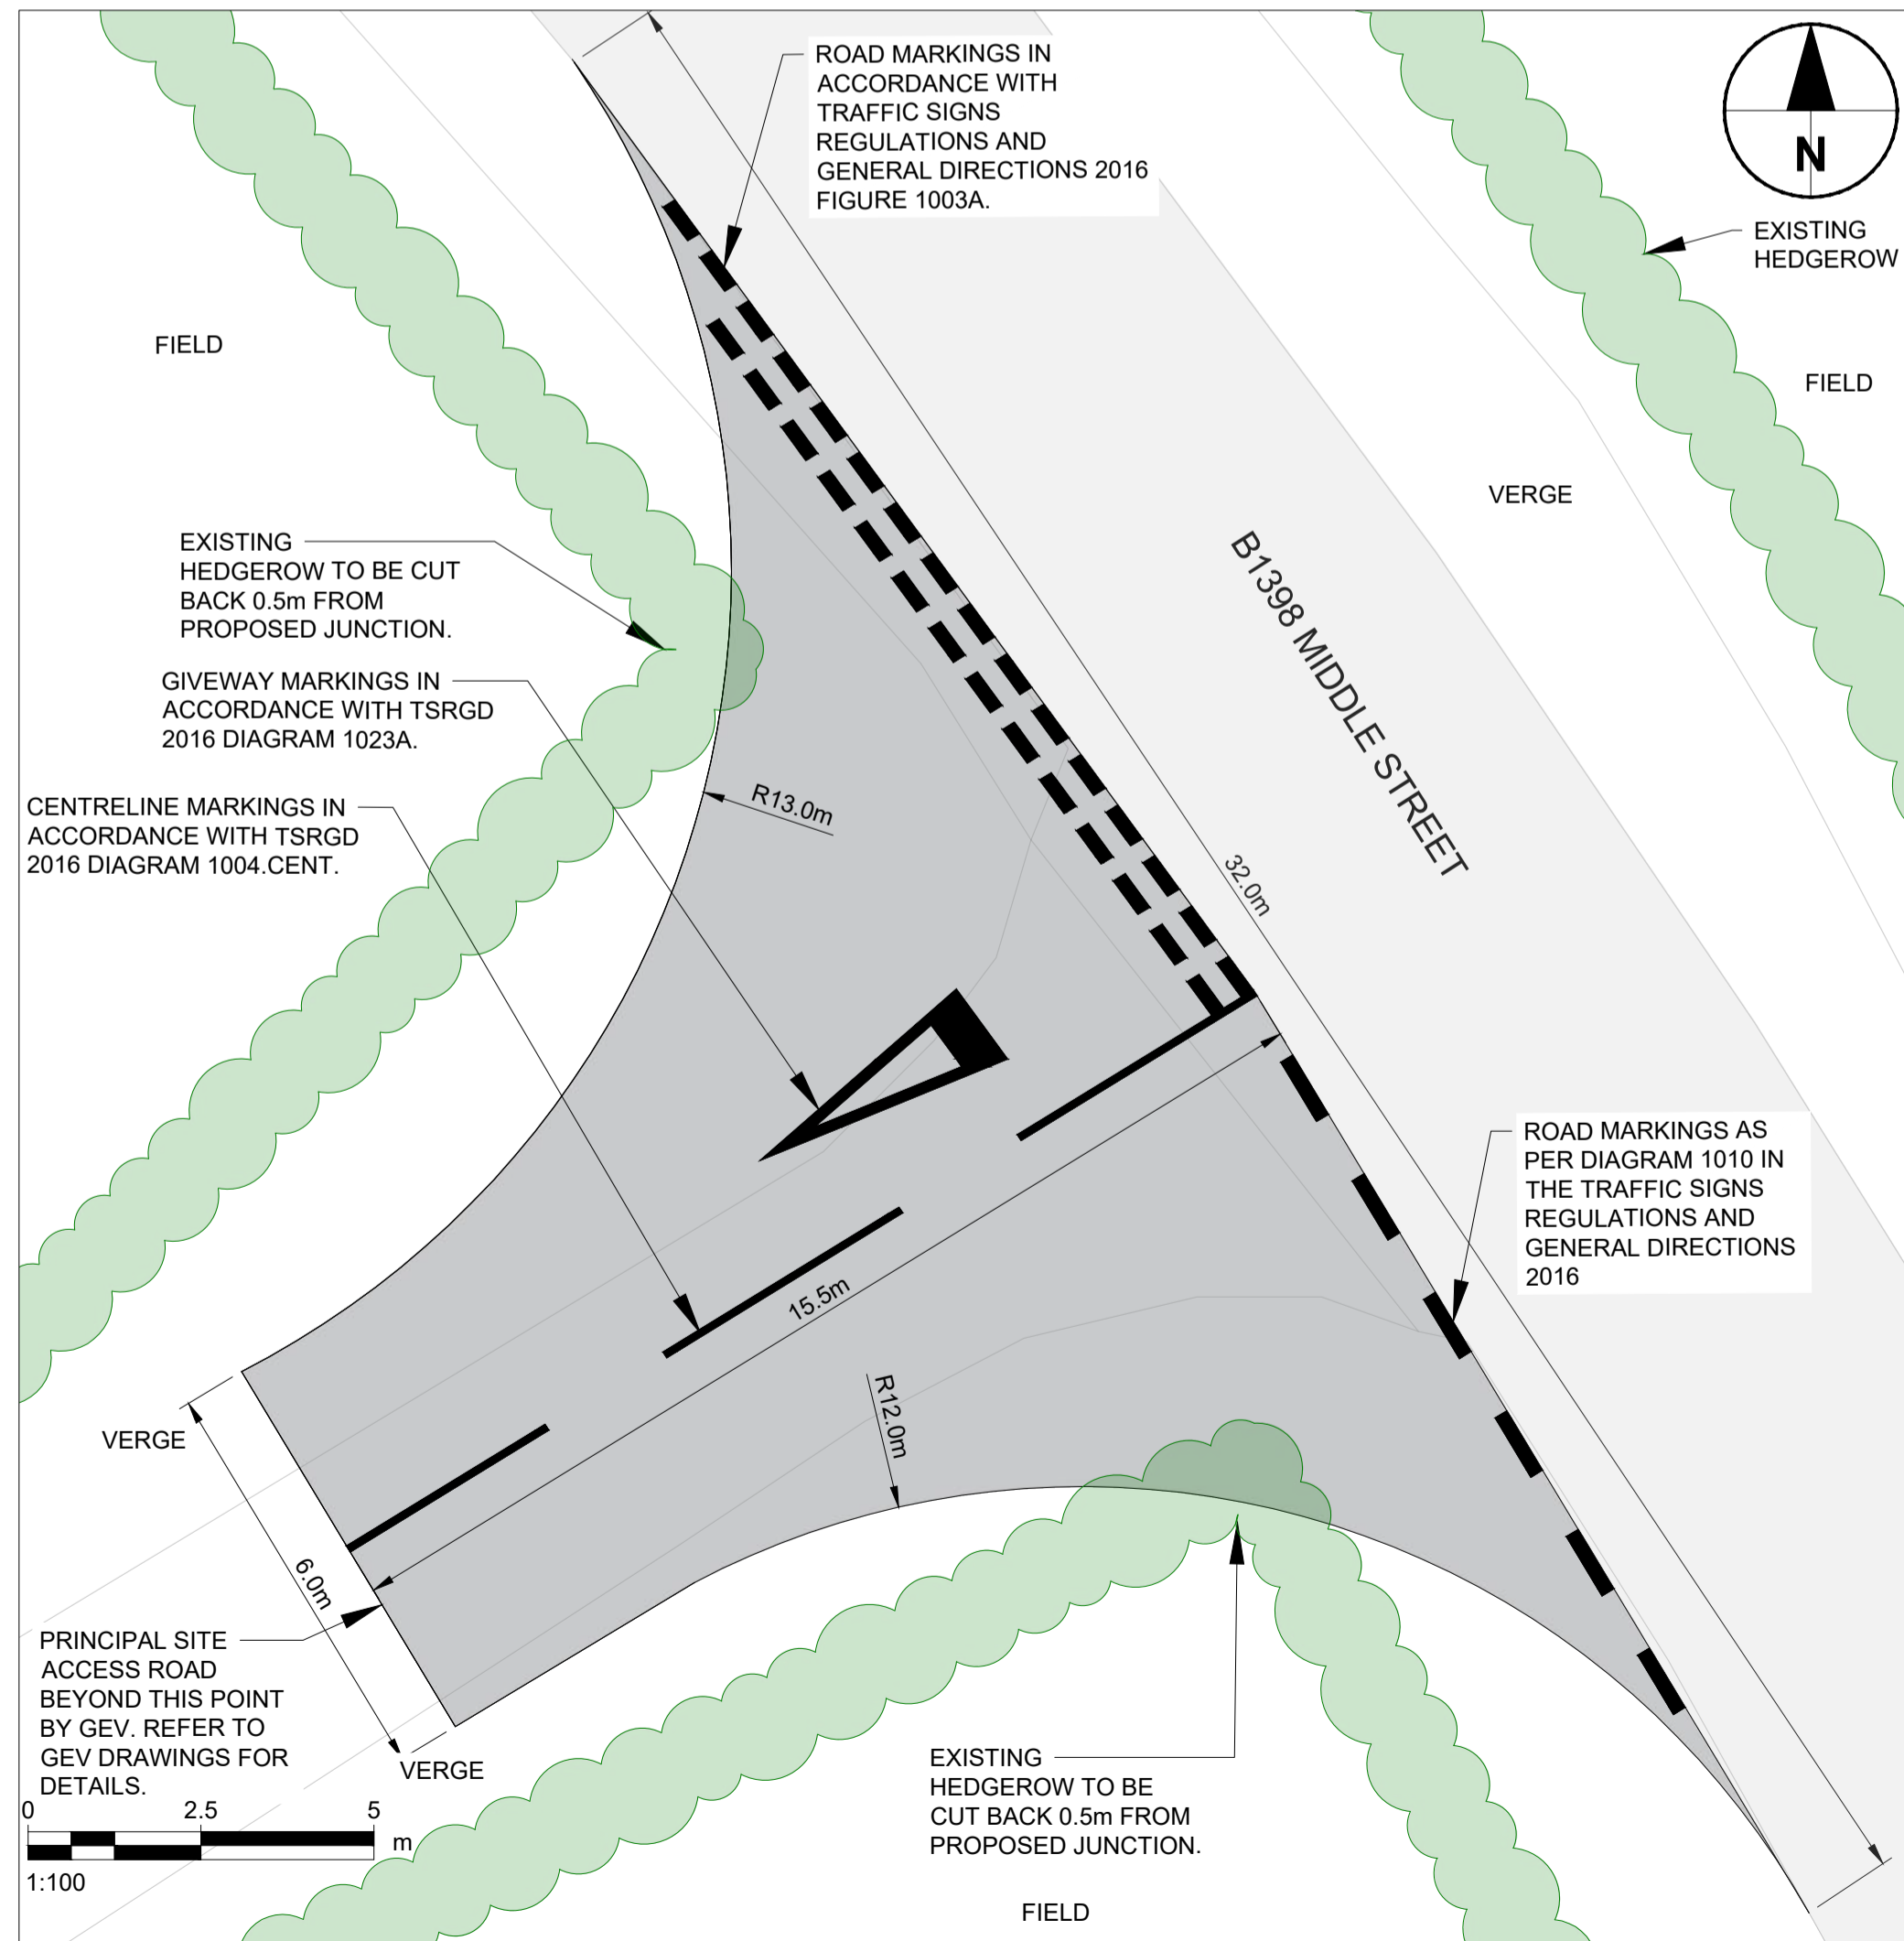 ROAD MARKINGS IN
ACCORDANCE WITH
TRAFFIC SIGNS
REGULATIONS AND
GENERAL DIRECTIONS 2016
FIGURE 1003A.
N
EXISTING
HEDGEROW
FIELD
FIELD
VERGE
EXISTING
HEDGEROW TO BE CUT
BACK 0.5m FROM
PROPOSED JUNCTION.
B1398 MIDDLE STREET
GIVEWAY MARKINGS IN
ACCORDANCE WITH TSRGD
2016 DIAGRAM 1023A.
CENTRELINE MARKINGS IN
ACCORDANCE WITH TSRGD
2016 DIAGRAM 1004.CENT.
R13.0m
32.0m
ROAD MARKINGS AS
PER DIAGRAM 1010 IN
THE TRAFFIC SIGNS
REGULATIONS AND
GENERAL DIRECTIONS
2016
15.5m
R12.0m
VERGE
6.0m
PRINCIPAL SITE
ACCESS ROAD
BEYOND THIS POINT
BY GEV. REFER TO
GEV DRAWINGS FOR
DETAILS.
VERGE
EXISTING
HEDGEROW TO BE
CUT BACK 0.5m FROM
PROPOSED JUNCTION.
0 2.5 5
m
1:100
FIELD